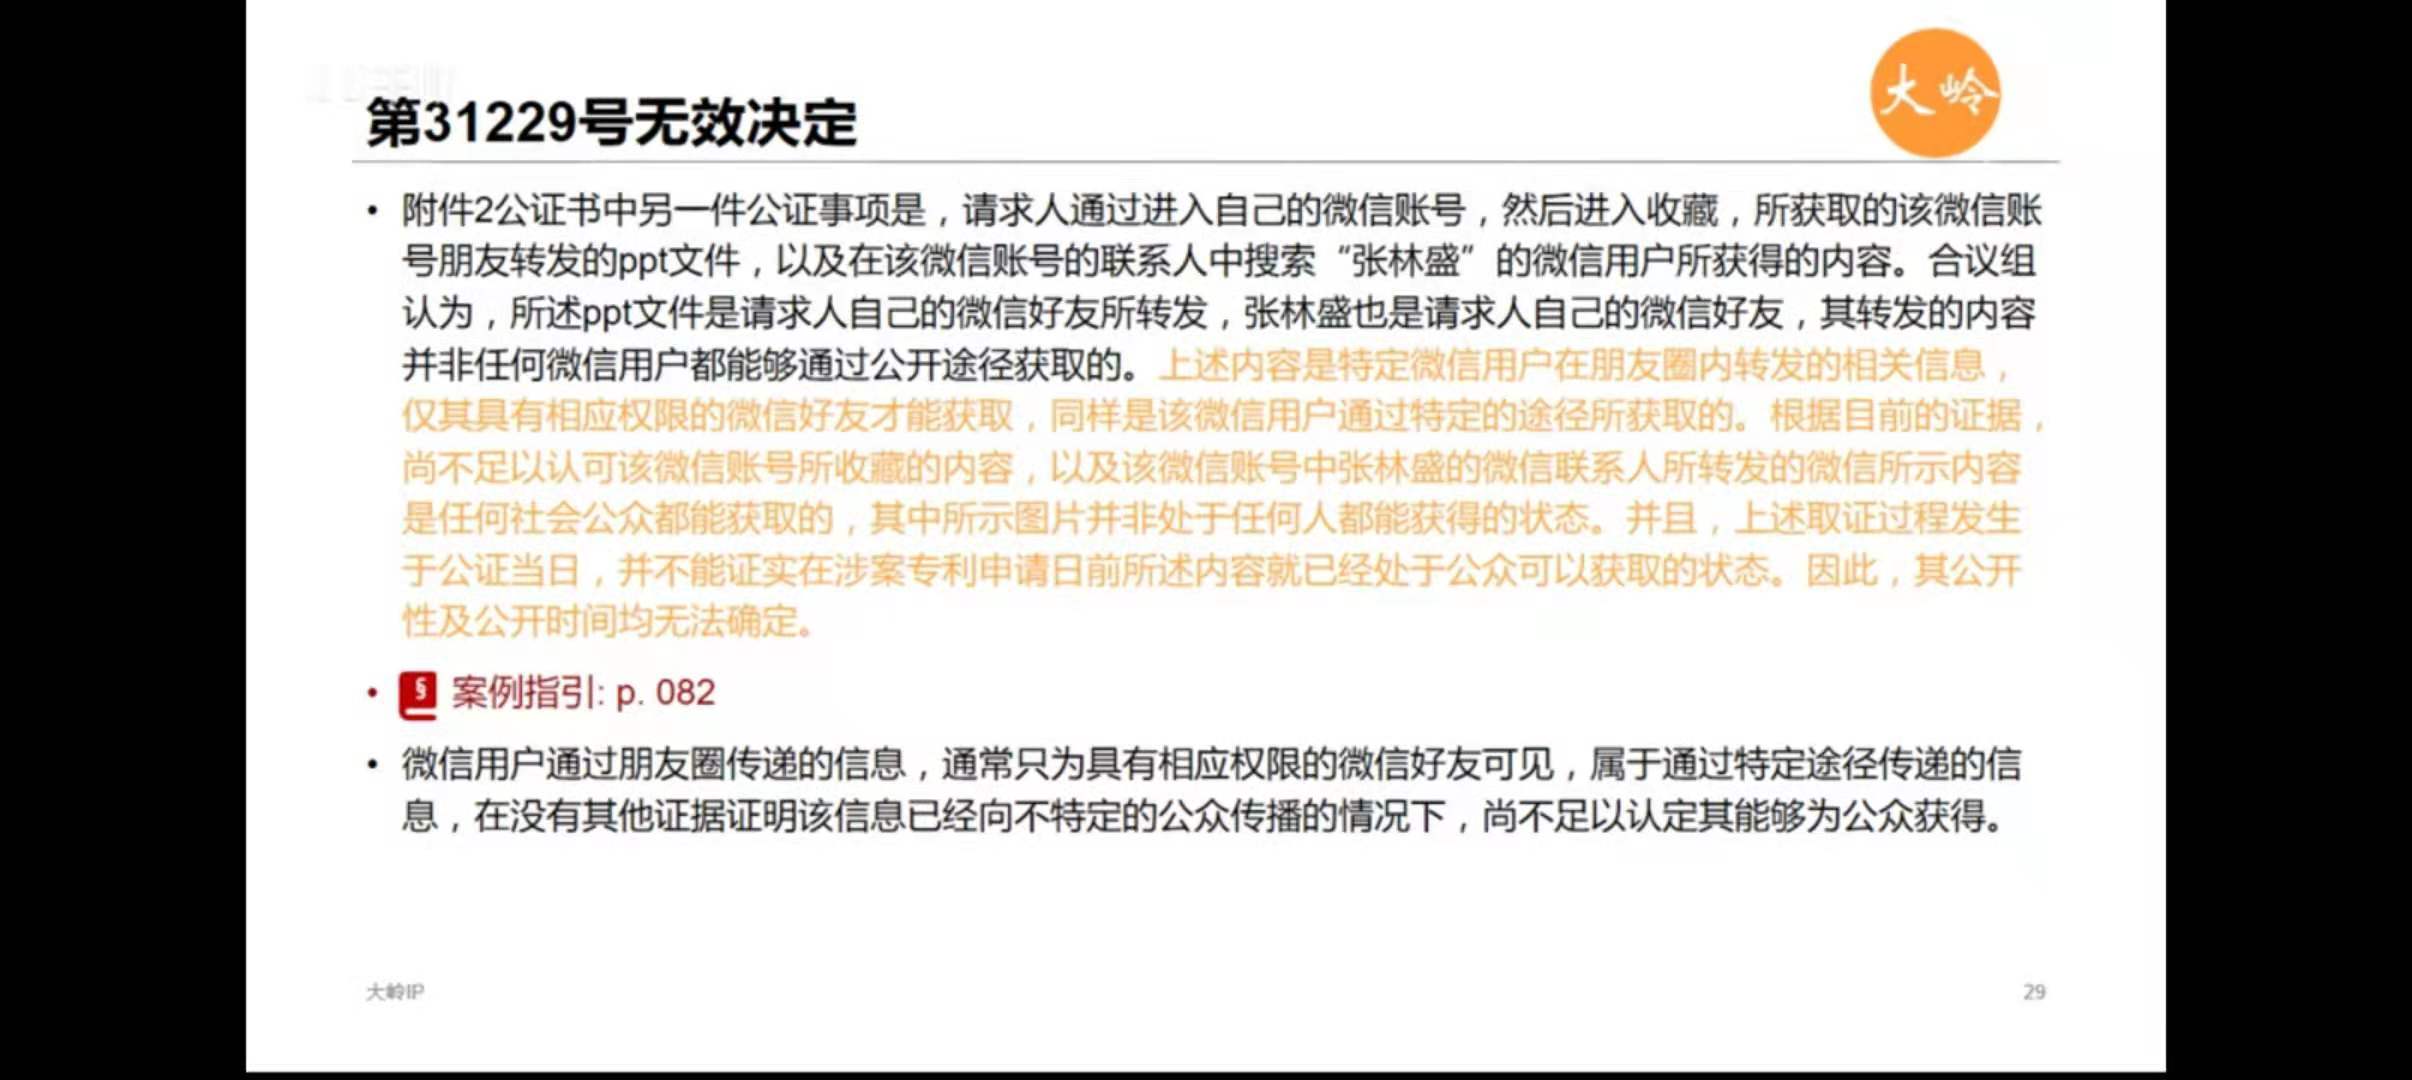 大岭
第31229号无效决定
• 附件2公证书中另一件公证事项是，请求人通过进入自己的微信账号，然后进入收藏，所获取的该微信账
号朋友转发的ppt文件，以及在该微信账号的联系人中搜索“张林盛”的微信用户所获得的内容。合议组
认为，所述ppt文件是请求人自己的微信好友所转发，张林盛也是请求人自己的微信好友，其转发的内容
并非任何微信用户都能够通过公开途径获取的。上述内容是特定微信用户在朋友圈内转发的相关信息，
仅其具有相应权限的微信好友才能获取，同样是该微信用户通过特定的途径所获取的。根据目前的证据，
尚不足以认可该微信账号所收藏的内容，以及该微信账号中张林盛的微信联系人所转发的微信所示内容
是任何社会公众都能获取的，其中所示图片并非处于任何人都能获得的状态。并且，上述取证过程发生
于公证当日，并不能证实在涉案专利申请日前所述内容就已经处于公众可以获取的状态。因此，其公开
性及公开时间均无法确定。
• § 案例指引: p. 082
• 微信用户通过朋友圈传递的信息，通常只为具有相应权限的微信好友可见，属于通过特定途径传递的信
息，在没有其他证据证明该信息已经向不特定的公众传播的情况下，尚不足以认定其能够为公众获得。
大岭IP
29